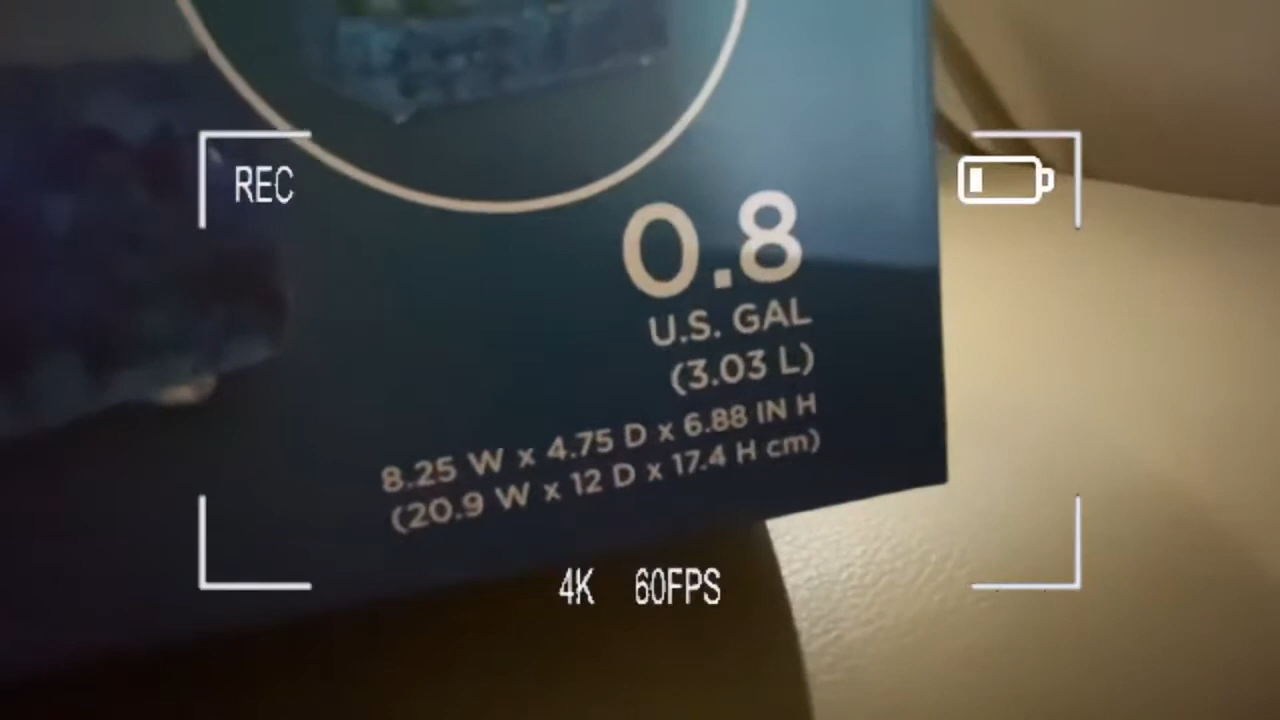 REC
0.8
U.S. GAL
(3.03 L)
8.25 W x 4.75 D x 6.88 IN H
(20.9 W x 12 D x 17.4 H cm)
4K 60FPS